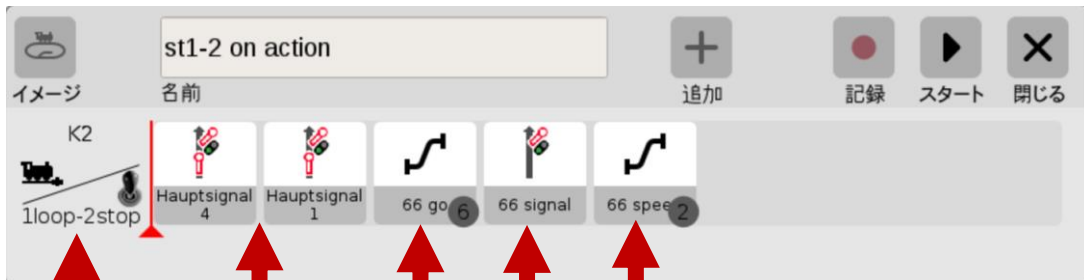 st1-2 on action
イメージ
名前
追加
記録
スタート
閉じる
K2
1loop-2stop
Hauptsignal
4
Hauptsignal
1
66 go
6
66 signal
66 spee
2